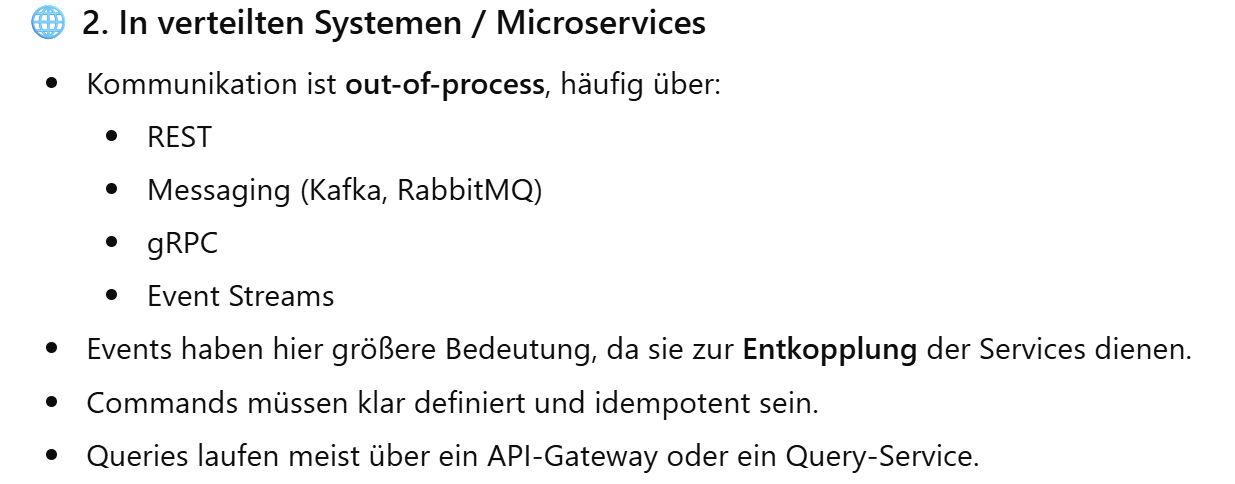 🌐 2. In verteilten Systemen / Microservices
• Kommunikation ist out-of-process, häufig über:
• REST
• Messaging (Kafka, RabbitMQ)
• gRPC
• Event Streams
• Events haben hier größere Bedeutung, da sie zur Entkopplung der Services dienen.
• Commands müssen klar definiert und idempotent sein.
• Queries laufen meist über ein API-Gateway oder ein Query-Service.